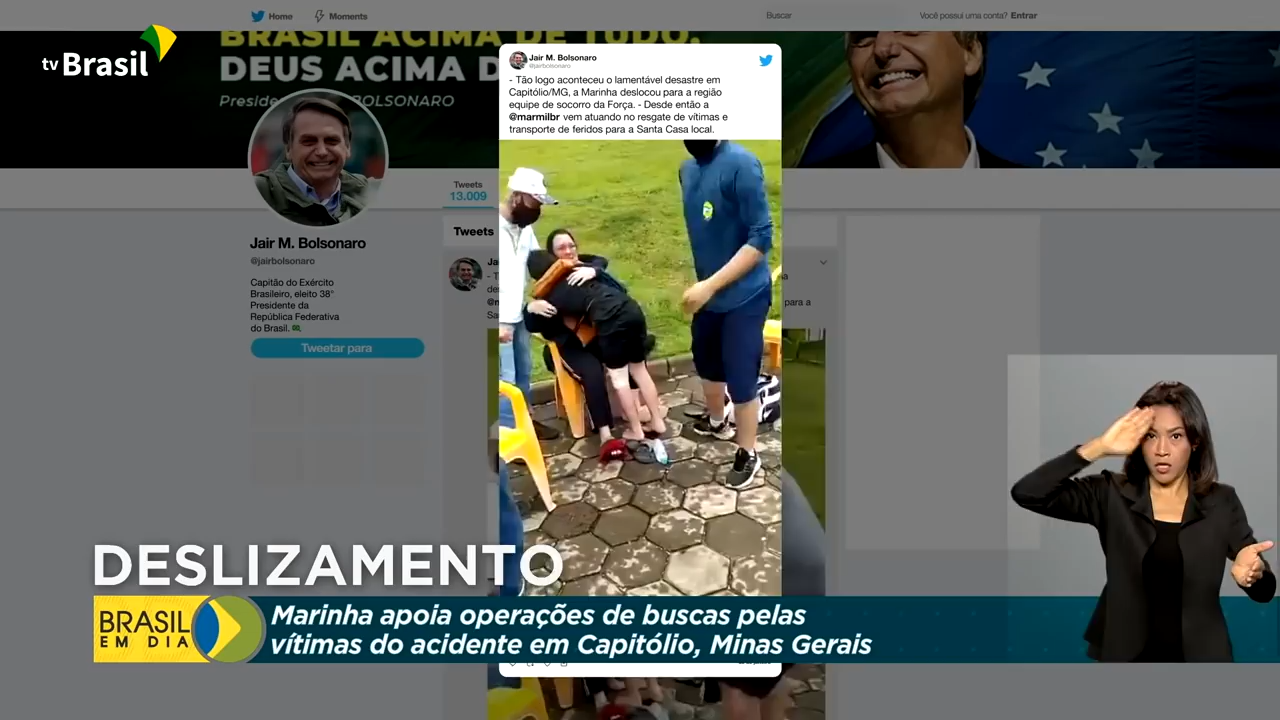 Home
Moments
Buscar
Você possui uma conta? Entrar
tv Brasil
BRASIL ACIMA DE TUDO,
DEUS ACIMA D
Preside
BOLSONARO
Jair M. Bolsonaro
@jairbolsonaro
- Tão logo aconteceu o lamentável desastre em
Capitólio/MG, a Marinha deslocou para a região
equipe de socorro da Força. - Desde então a
@marmilbr vem atuando no resgate de vítimas e
transporte de feridos para a Santa Casa local.
Tweets
13.009
Tweets
Jair M. Bolsonaro
@jairbolsonaro
Capitão do Exército
Brasileiro, eleito 38°
Presidente da
República Federativa
do Brasil.
Tweetar para
para a
DESLIZAMENTO
BRASIL
EM DIA
Marinha apoia operações de buscas pelas
vítimas do acidente em Capitólio, Minas Gerais